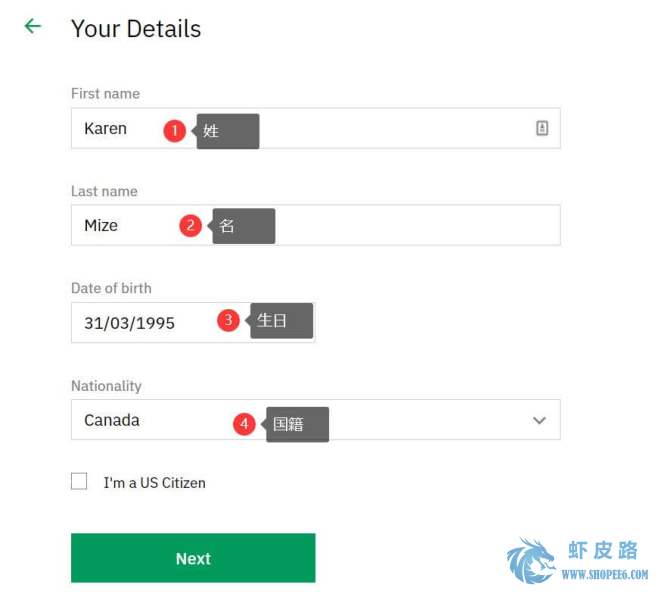 Your Details
First name
Karen 1 姓
Last name
Mize 2 名
Date of birth
31/03/1995 3 生日
Nationality
Canada 4 国籍
I'm a US Citizen
Next
虾皮路
WWW.SHOPEE6.COM